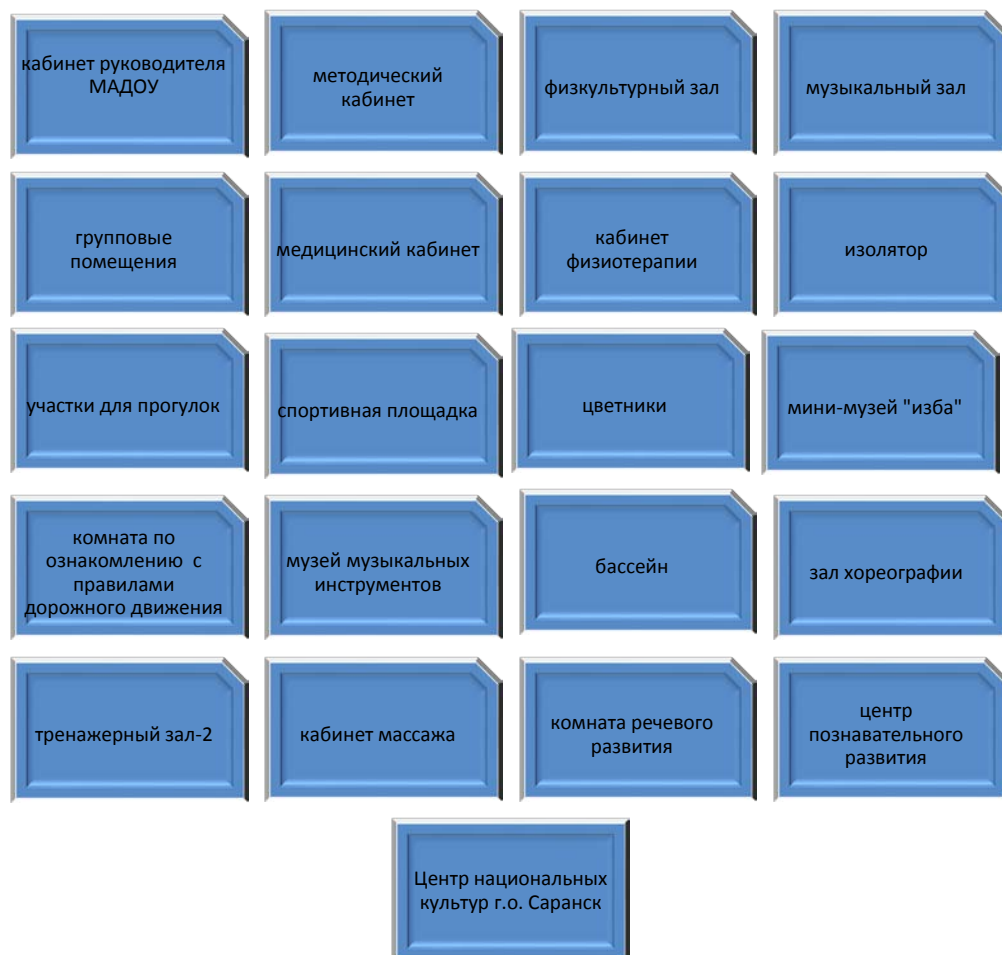 кабинет руководителя
МАДОУ
методический
кабинет
физкультурный зал
музыкальный зал
групповые
помещения
медицинский кабинет
кабинет
физиотерапии
изолятор
участки для прогулок
спортивная площадка
цветники
мини-музей "изба"
комната по
ознакомлению с
правилами
дорожного движения
музей музыкальных
инструментов
бассейн
зал хореографии
тренажерный зал-2
кабинет массажа
комната речевого
развития
центр
познавательного
развития
Центр национальных
культур г.о. Саранск